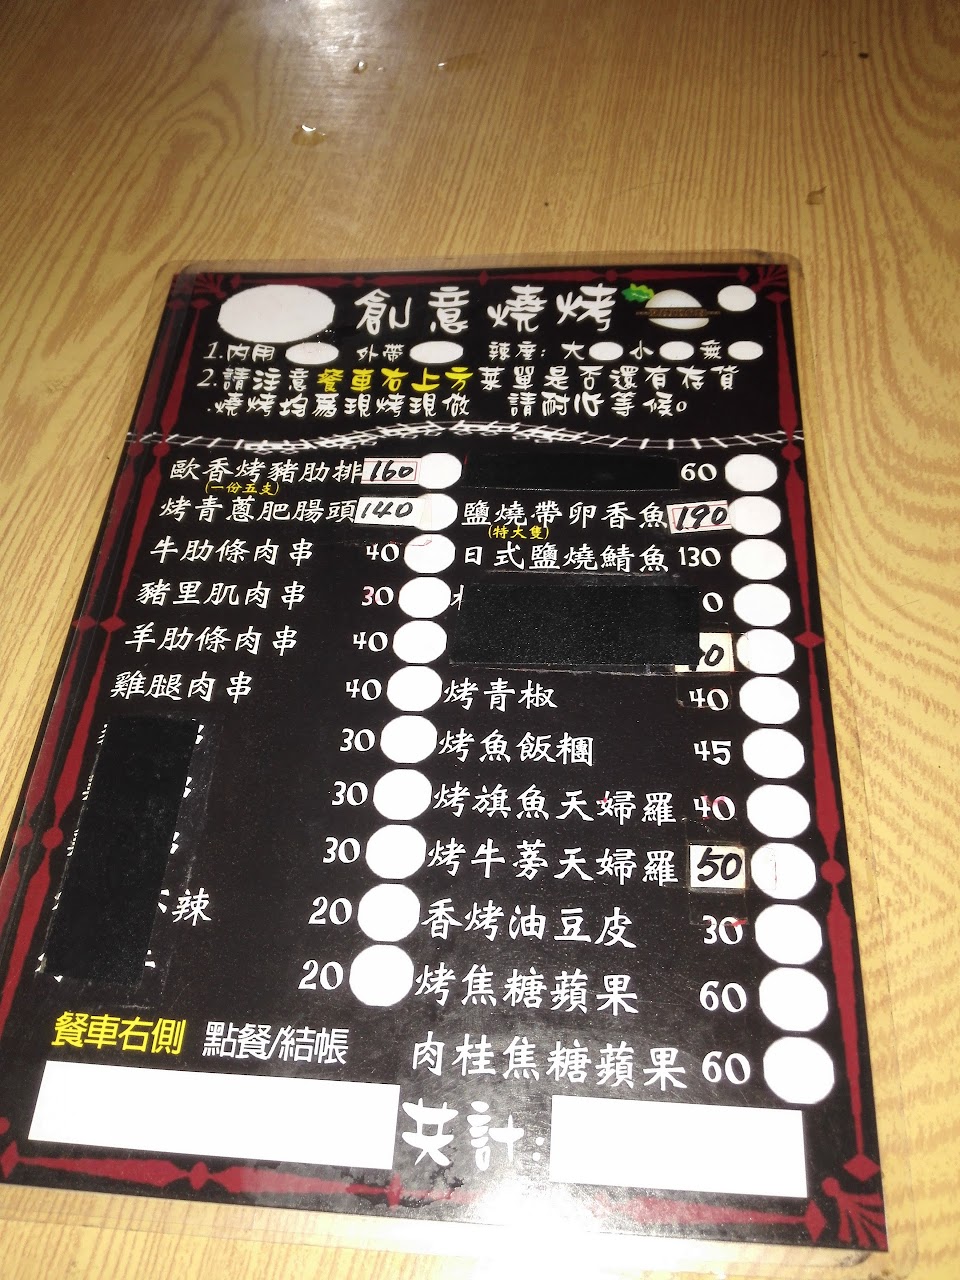 創意燒烤
1.內用 外帶 辣度: 大 小 無
2.請注意餐車右上方菜單是否還有存貨
.燒烤均爲現烤現做 請耐心等候。
歐香烤豬肋排 160
(一份五支)
烤青蔥肥腸頭 140
牛肋條肉串 40
豬里肌肉串 30
羊肋條肉串 40
雞腿肉串 40
30
30
30
辣 20
20
餐車右側 點餐/結帳
60
鹽燒帶卵香魚 190
(特大隻)
日式鹽燒鯖魚 130
0
0
烤青椒 40
烤魚飯糰 45
烤旗魚天婦羅 40
烤牛蒡天婦羅 50
香烤油豆皮 30
烤焦糖蘋果 60
肉桂焦糖蘋果 60
共計: